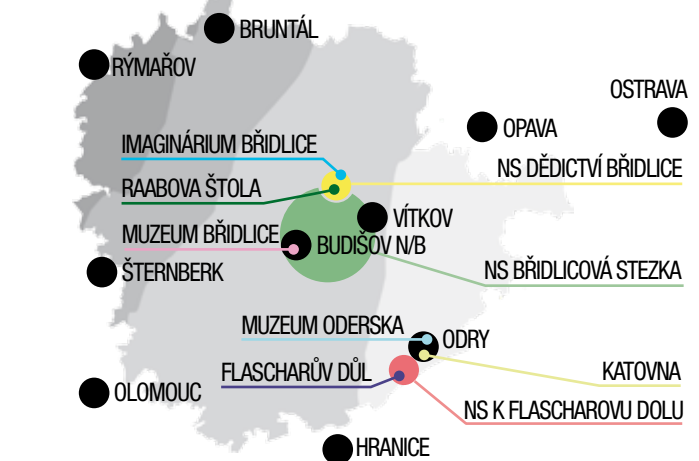 BRUNTÁL
RÝMAŘOV
OSTRAVA
OPAVA
IMAGINÁRIUM BŘIDLICE
NS DĚDICTVÍ BŘIDLICE
RAABOVA ŠTOLA
VÍTKOV
MUZEUM BŘIDLICE
BUDIŠOV N/B
ŠTERNBERK
NS BŘIDLICOVÁ STEZKA
MUZEUM ODERSKA
ODRY
FLASCHARŮV DŮL
KATOVNA
OLOMOUC
NS K FLASCHAROVU DOLU
HRANICE